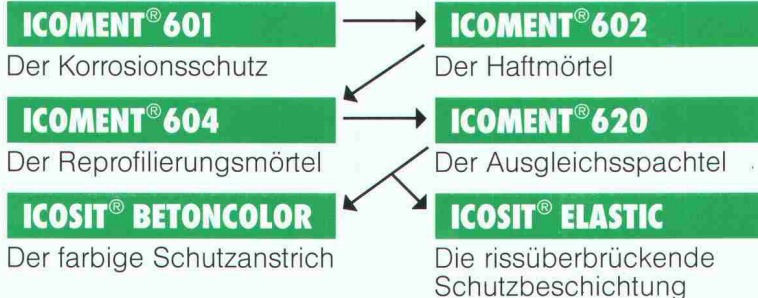 ICOMENT® 601
Der Korrosionsschutz
ICOMENT® 602
Der Haftmörtel
ICOMENT® 604
Der Reprofilierungsmörtel
ICOMENT® 620
Der Ausgleichsspachtel
ICOSIT® BETONCOLOR
Der farbige Schutzanstrich
ICOSIT® ELASTIC
Die rissüberbrückende
Schutzbeschichtung